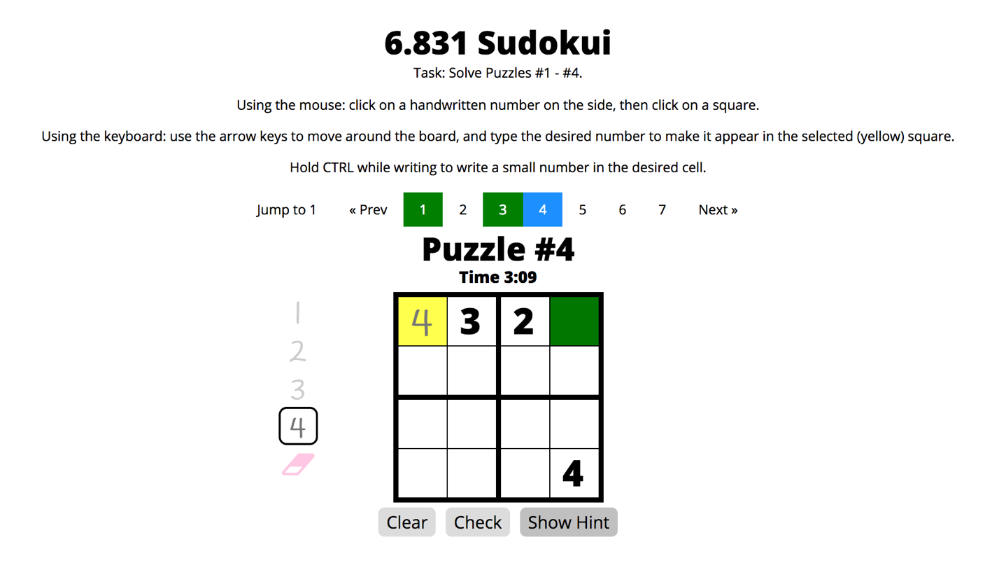 6.831 Sudokui
Task: Solve Puzzles #1 - #4.
Using the mouse: click on a handwritten number on the side, then click on a square.
Using the keyboard: use the arrow keys to move around the board, and type the desired number to make it appear in the selected (yellow) square.
Hold CTRL while writing to write a small number in the desired cell.
Jump to 1 « Prev 1 2 3 4 5 6 7 Next »
Puzzle #4
Time 3:09
1
2
3
4
4 3 2
4
Clear Check Show Hint